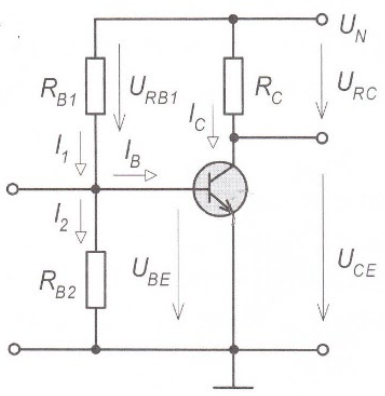 U_N
R_B1
U_RB1
R_C
U_RC
I_C
I_1
I_B
I_2
R_B2
U_BE
U_CE